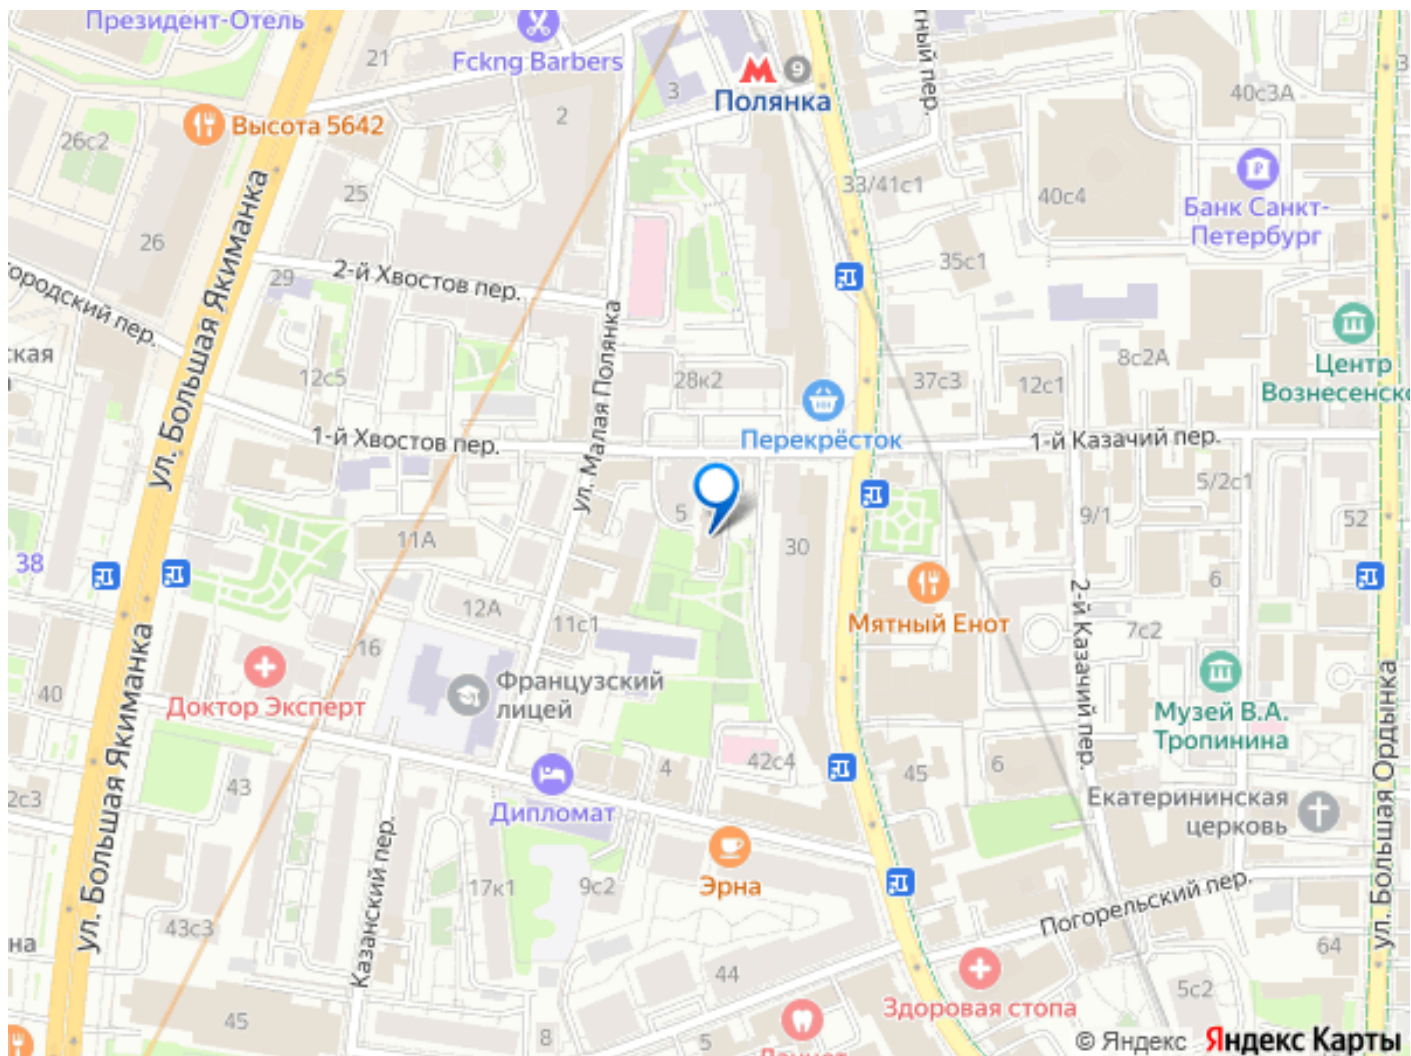 Президент-Отель
21
Fckng Barbers
3
9
Полянка
40с3А
2
Высота 5642
26с2
25
33/41с1
40с4
Банк Санкт-
Петербург
26
29
2-й Хвостов пер.
35с1
ул. Большая Якиманка
ул. Малая Полянка
12с5
28к2
37с3
12с1
8с2А
Центр
Перекрёсток
1-й Хвостов пер.
1-й Казачий пер.
5/2с1
5
9/1
52
11А
30
38
12А
11с1
Мятный Енот
2-й Казачий пер.
7с2
6
16
40
Доктор Эксперт
Французский
лицей
Музей В.А.
Тропинина
ул. Большая Якиманка
ул. Большая Ордынка
43
4
42с4
45
6
Дипломат
Екатерининская
церковь
Казанский пер.
17к1
9с2
Эрна
Погорельский пер.
43с3
44
64
Здоровая стопа
5с2
45
8
5
© Яндекс Яндекс Карты